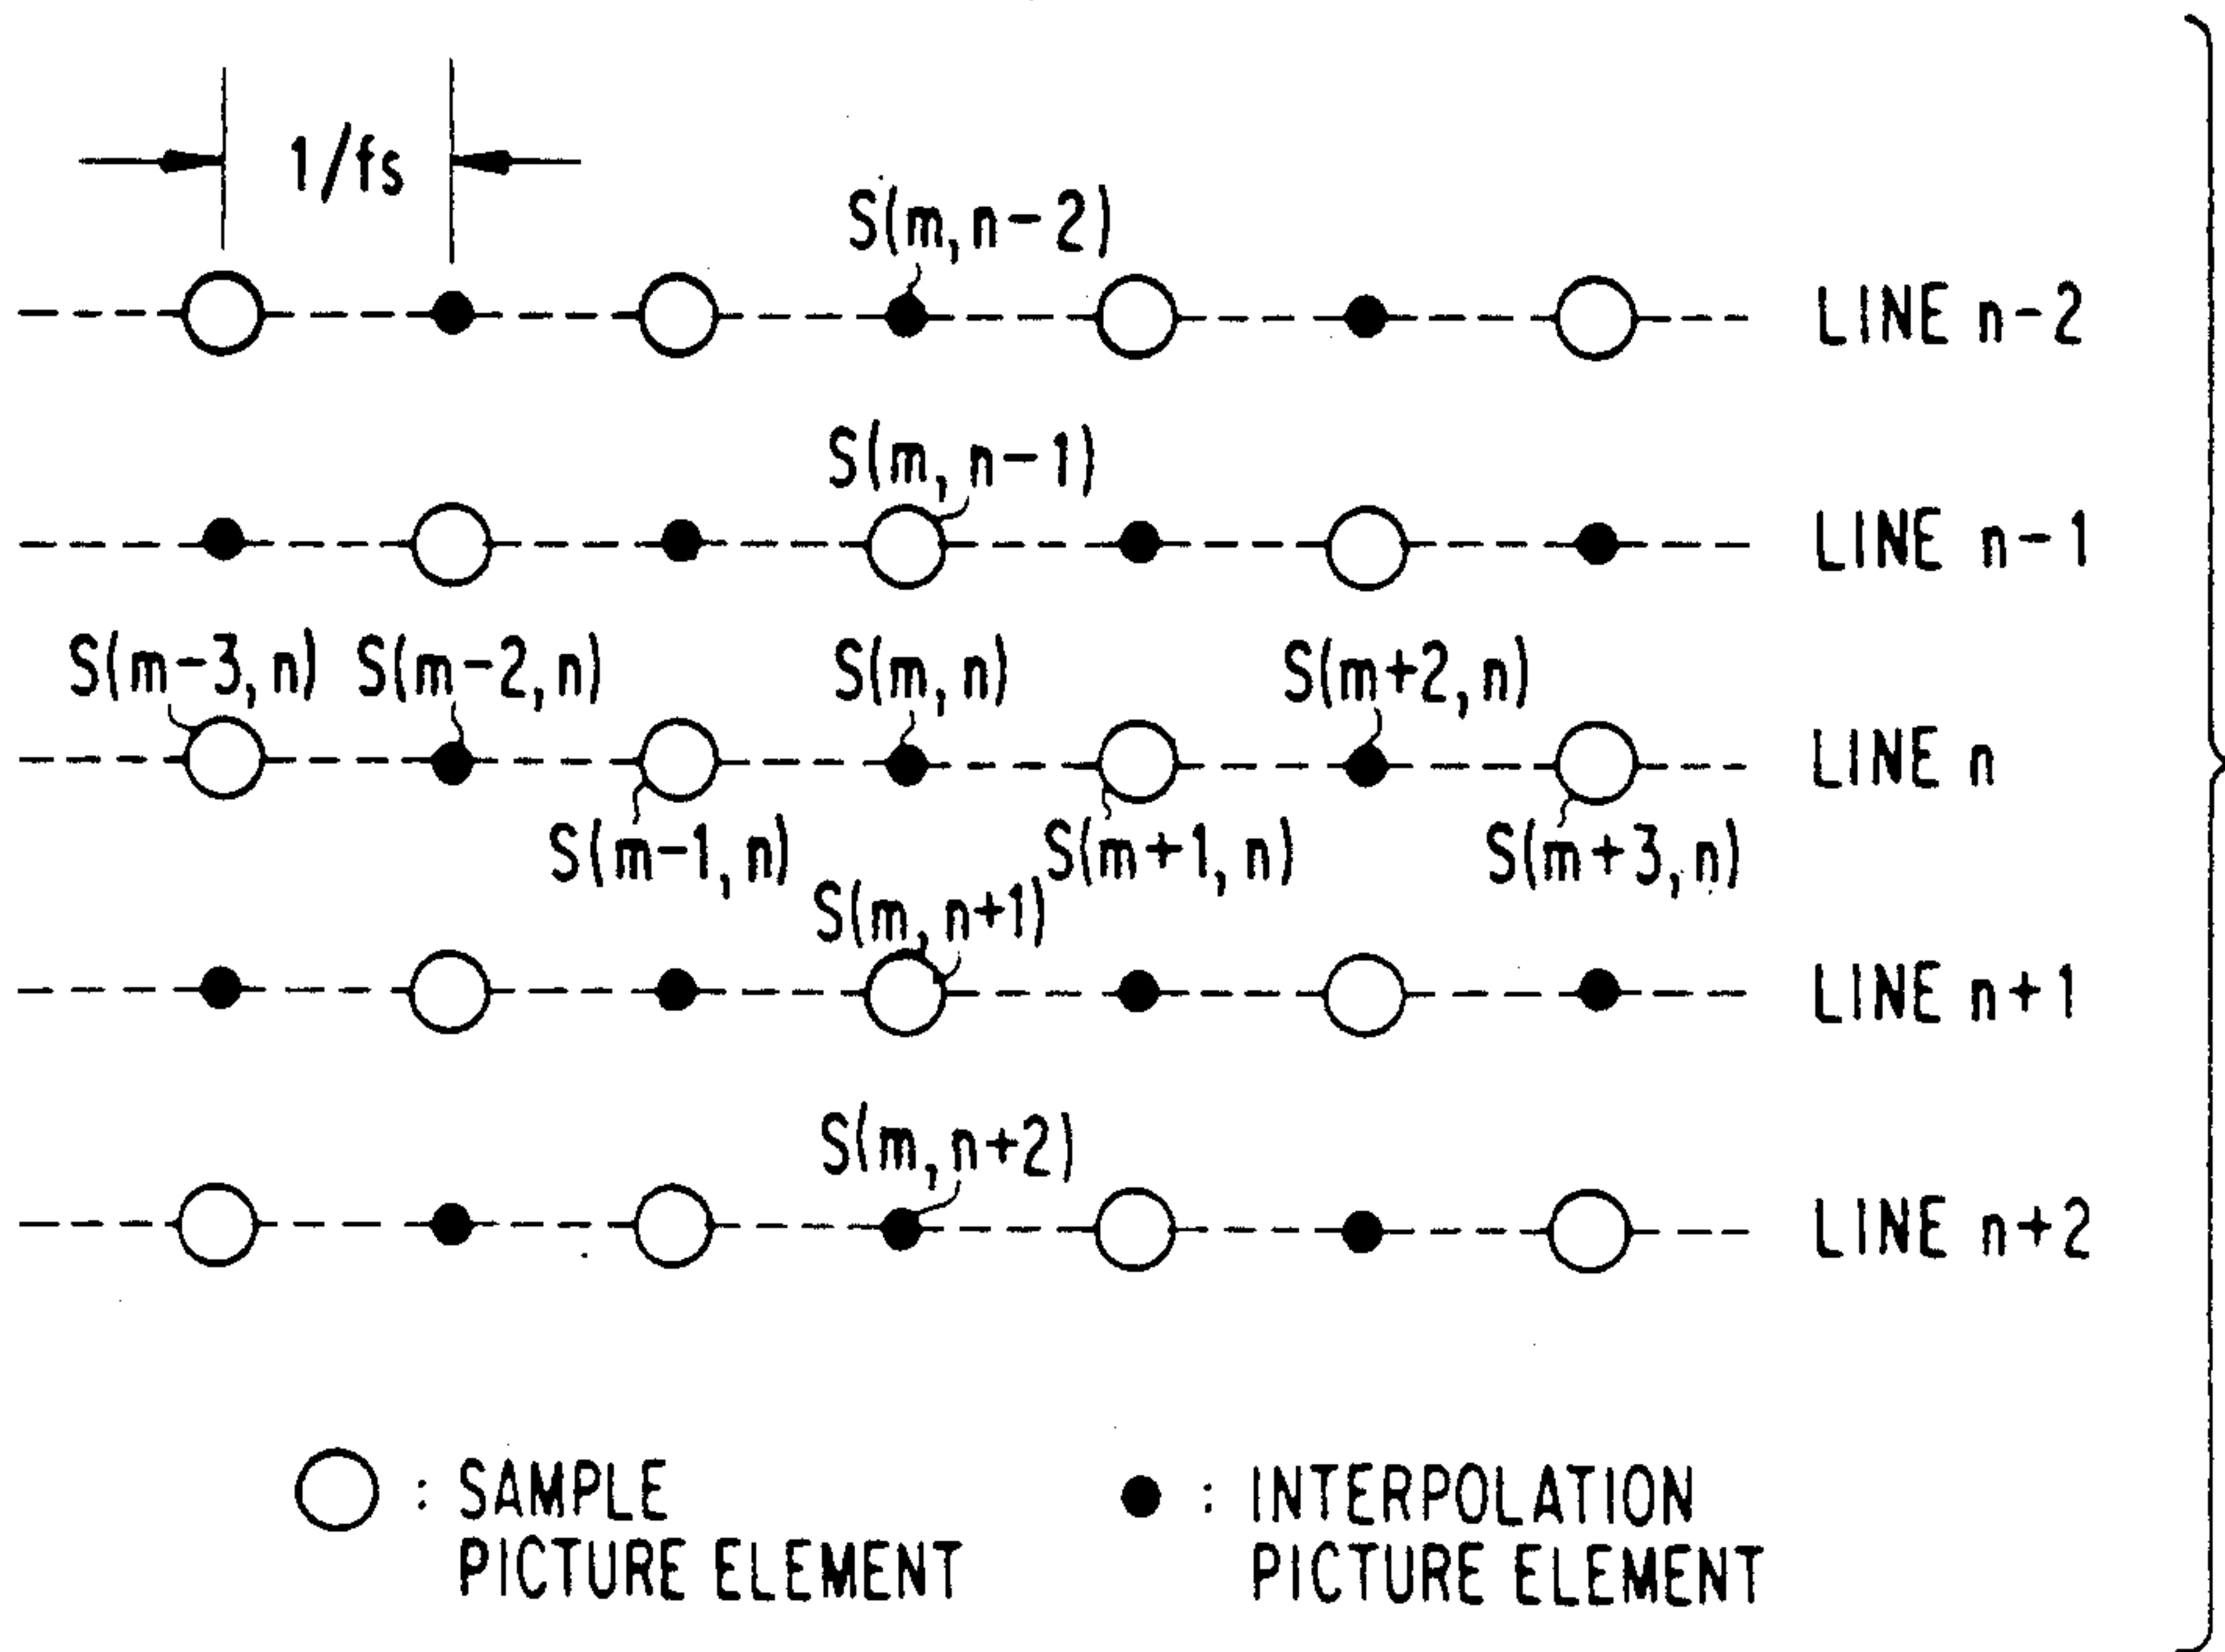 1/fs
S(m,n-2)
LINE n-2
S(m,n-1)
LINE n-1
S(m-3,n) S(m-2,n) S(m,n) S(m+2,n)
LINE n
S(m-1,n) S(m+1,n) S(m+3,n)
S(m,n+1)
LINE n+1
S(m,n+2)
LINE n+2
: SAMPLE
PICTURE ELEMENT
: INTERPOLATION
PICTURE ELEMENT